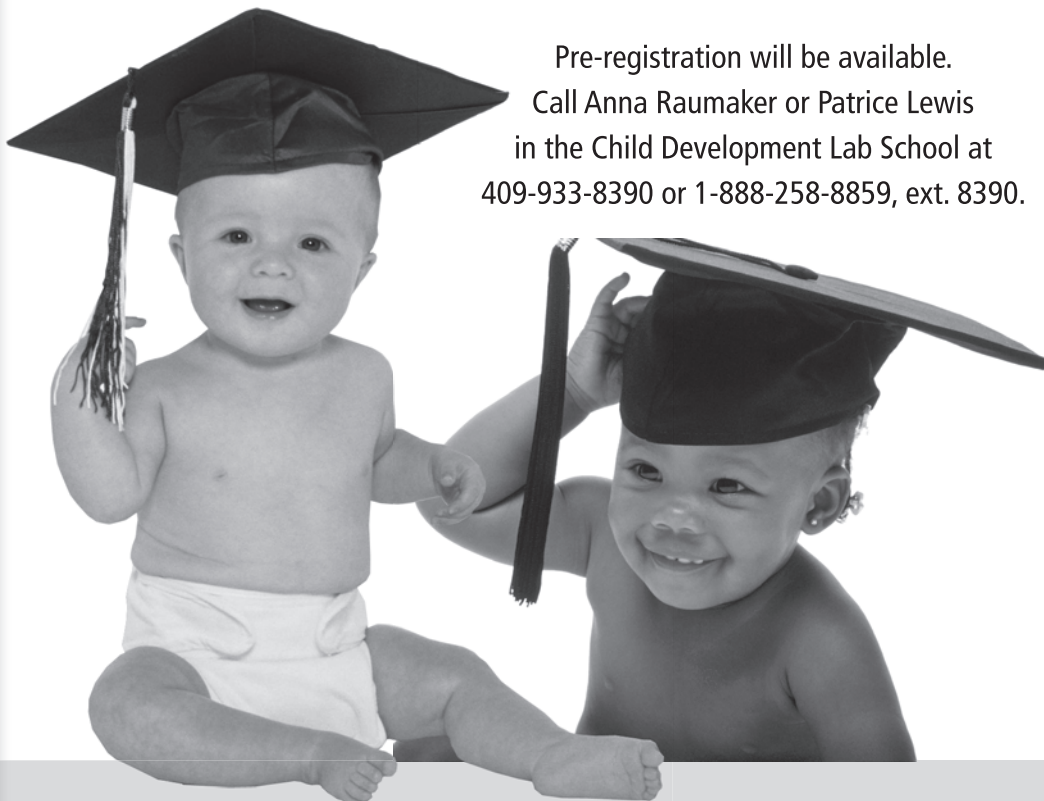 Pre-registration will be available.
Call Anna Raumaker or Patrice Lewis
in the Child Development Lab School at
409-933-8390 or 1-888-258-8859, ext. 8390.